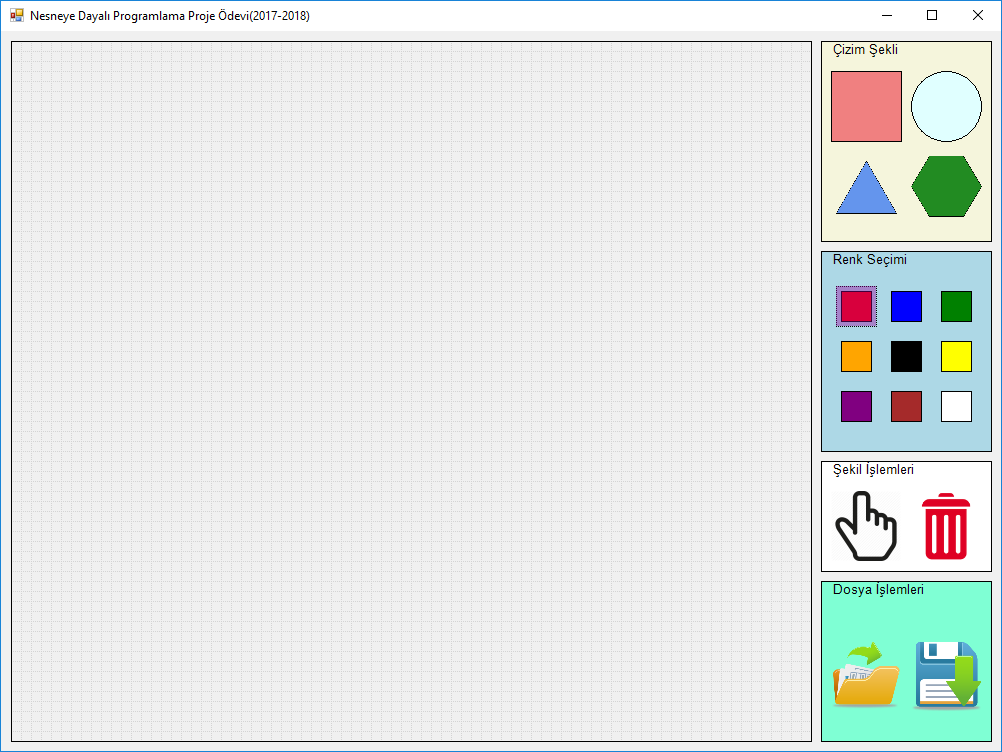 Nesneye Dayalı Programlama Proje Ödevi(2017-2018)
Çizim Şekli
Renk Seçimi
Şekil İşlemleri
Dosya İşlemleri